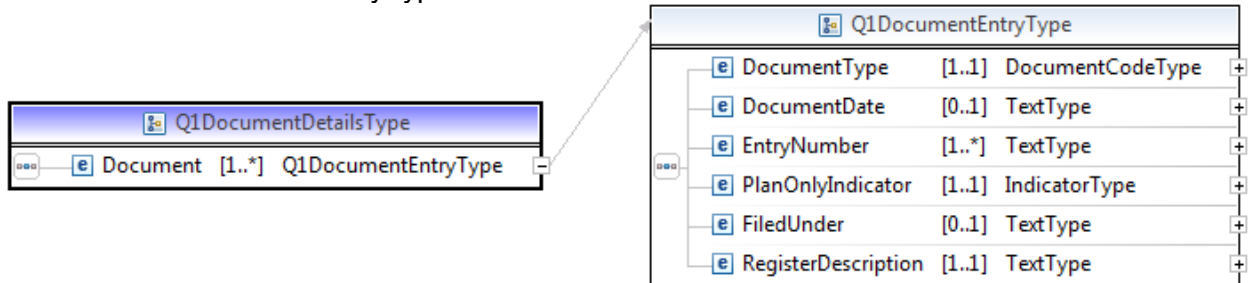 Q1DocumentDetailsType
Document [1..*] Q1DocumentEntryType
Q1DocumentEntryType
DocumentType [1..1] DocumentCodeType
DocumentDate [0..1] TextType
EntryNumber [1..*] TextType
PlanOnlyIndicator [1..1] IndicatorType
FiledUnder [0..1] TextType
RegisterDescription [1..1] TextType